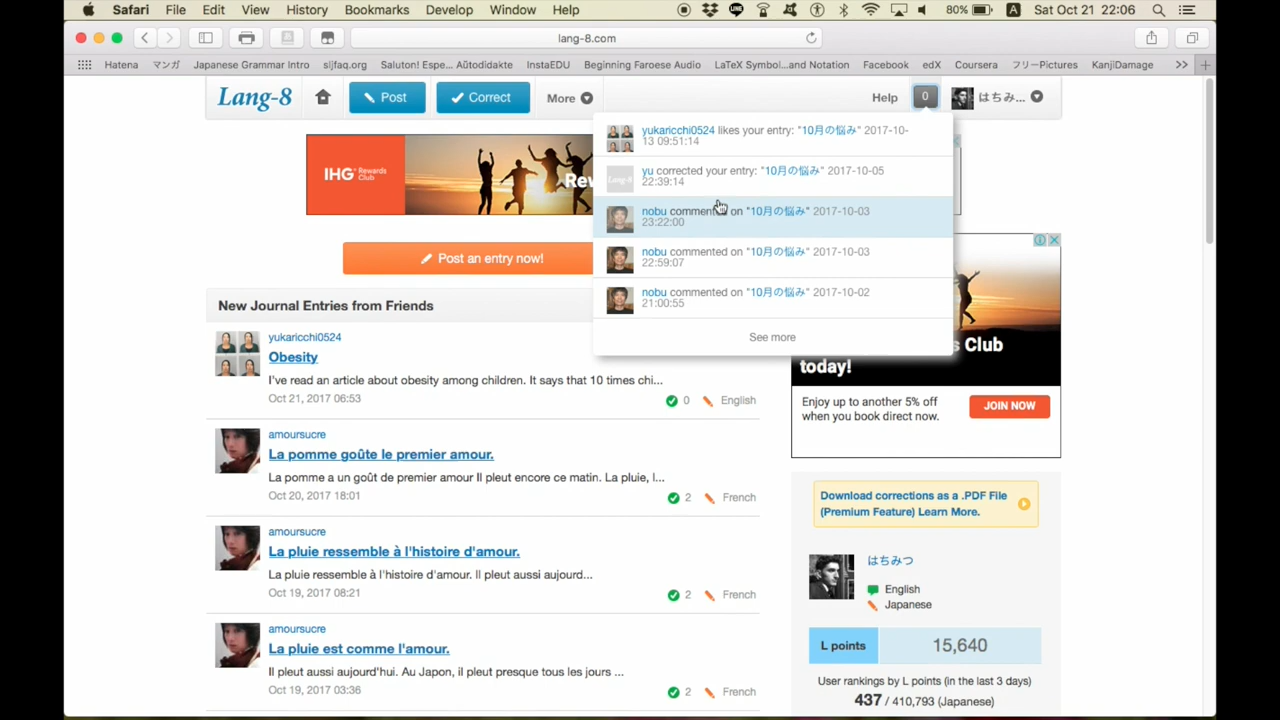 Safari File Edit View History Bookmarks Develop Window Help 80% A Sat Oct 21 22:06
lang-8.com
Hatena マンガ Japanese Grammar Intro sljfaq.org Saluton! Espe... Aŭtodidakte InstaEDU Beginning Faroese Audio LaTeX Symbol...and Notation Facebook edX Coursera フリーPictures KanjiDamage
Lang-8 Post Correct More Help 0 はちみ...
IHG Rewards Club
Rew
yukaricchi0524 likes your entry: "10月の悩み" 2017-10-
13 09:51:14
yu corrected your entry: "10月の悩み" 2017-10-05
22:39:14
nobu commented on "10月の悩み" 2017-10-03
23:22:00
nobu commented on "10月の悩み" 2017-10-03
22:59:07
nobu commented on "10月の悩み" 2017-10-02
21:00:55
See more
Post an entry now!
New Journal Entries from Friends
yukaricchi0524
Obesity
I've read an article about obesity among children. It says that 10 times chi...
Oct 21, 2017 06:53
0 English
amoursucre
La pomme goûte le premier amour.
La pomme a un goût de premier amour Il pleut encore ce matin. La pluie, l...
Oct 20, 2017 18:01
2 French
amoursucre
La pluie ressemble à l'histoire d'amour.
La pluie ressemble à l'histoire d'amour. Il pleut aussi aujourd'hui...
Oct 19, 2017 08:21
2 French
amoursucre
La pluie est comme l'amour.
Il pleut aussi aujourd'hui. Au Japon, il pleut presque tous les jours ...
Oct 19, 2017 03:36
2 French
s Club
today!
Enjoy up to another 5% off
when you book direct now.
JOIN NOW
Download corrections as a .PDF File
(Premium Feature) Learn More.
はちみつ
English
Japanese
L points 15,640
User rankings by L points (in the last 3 days)
437 / 410,793 (Japanese)